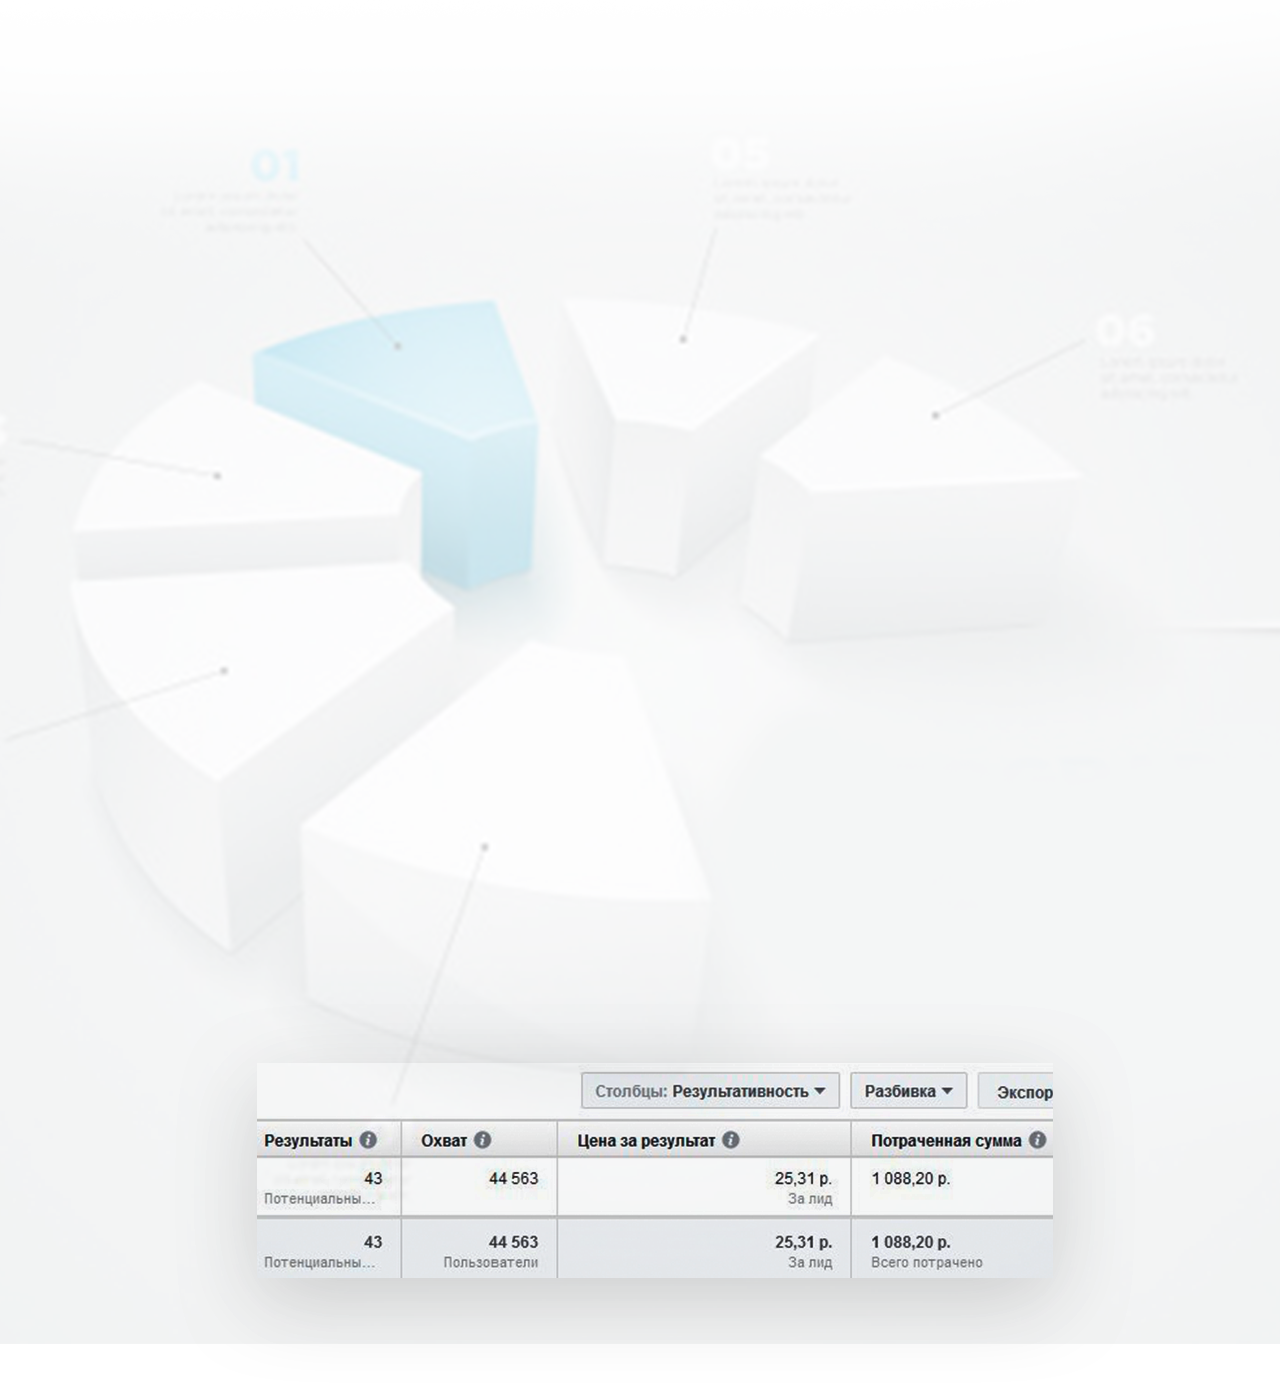 01
05
06
Столбцы: Результативность
Разбивка
Экспор
Результаты
Охват
Цена за результат
Потраченная сумма
43
44 563
25,31 р.
1 088,20 р.
Потенциальны...
За лид
43
44 563
25,31 р.
1 088,20 р.
Потенциальны...
Пользователи
За лид
Всего потрачено